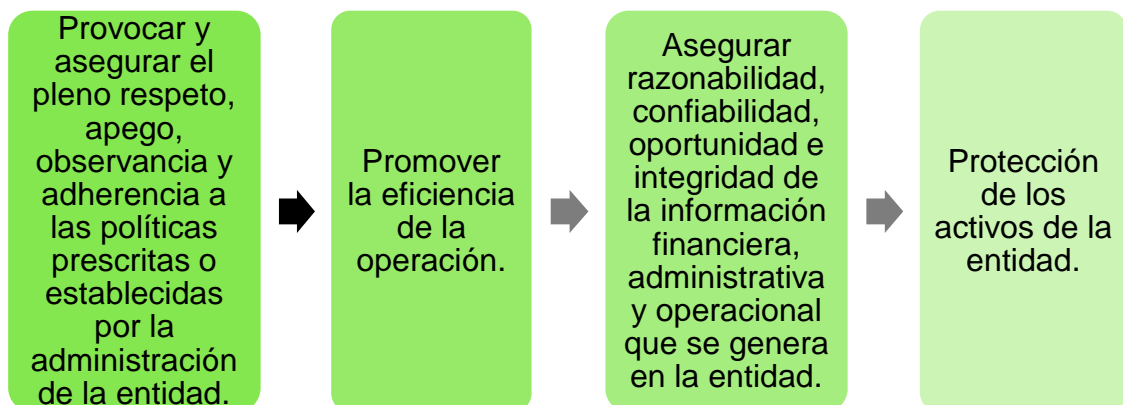 Provocar y
asegurar el
pleno respeto,
apego,
observancia y
adherencia a
las políticas
prescritas o
establecidas
por la
administración
de la entidad.
Promover
la eficiencia
de la
operación.
Asegurar
razonabilidad,
confiabilidad,
oportunidad e
integridad de
la información
financiera,
administrativa
y operacional
que se genera
en la entidad.
Protección
de los
activos de la
entidad.